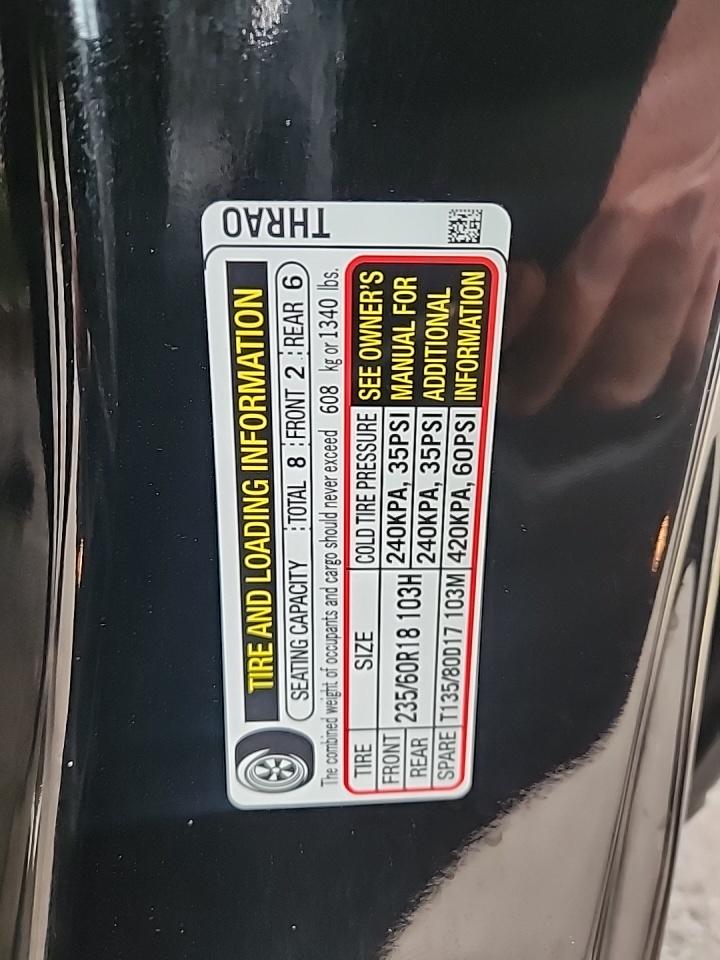 TIRE AND LOADING INFORMATION
SEATING CAPACITY TOTAL 8 FRONT 2 REAR 6
The combined weight of occupants and cargo should never exceed 608 kg or 1340 lbs.
TIRE SIZE COLD TIRE PRESSURE
FRONT 235/60R18 103H 240KPA, 35PSI
REAR 240KPA, 35PSI
SPARE T135/80D17 103M 420KPA, 60PSI
SEE OWNER'S
MANUAL FOR
ADDITIONAL
INFORMATION
THRA0